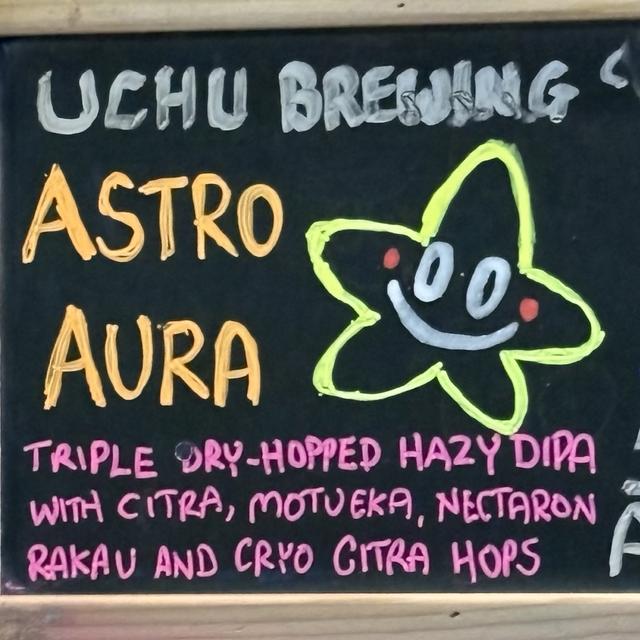 UCHU BREWING
ASTRO
AURA
TRIPLE DRY-HOPPED HAZY DIPA
WITH CITRA, MOTUEKA, NECTARON
RAKAU AND CRYO CITRA HOPS